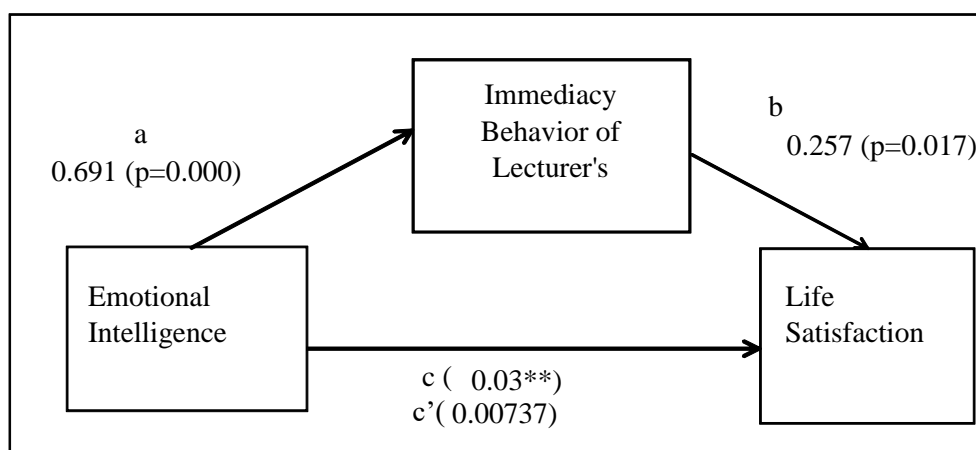 Immediacy
Behavior of
Lecturer's
a
0.691 (p=0.000)
b
0.257 (p=0.017)
Emotional
Intelligence
Life
Satisfaction
c ( 0.03**)
c’( 0.00737)